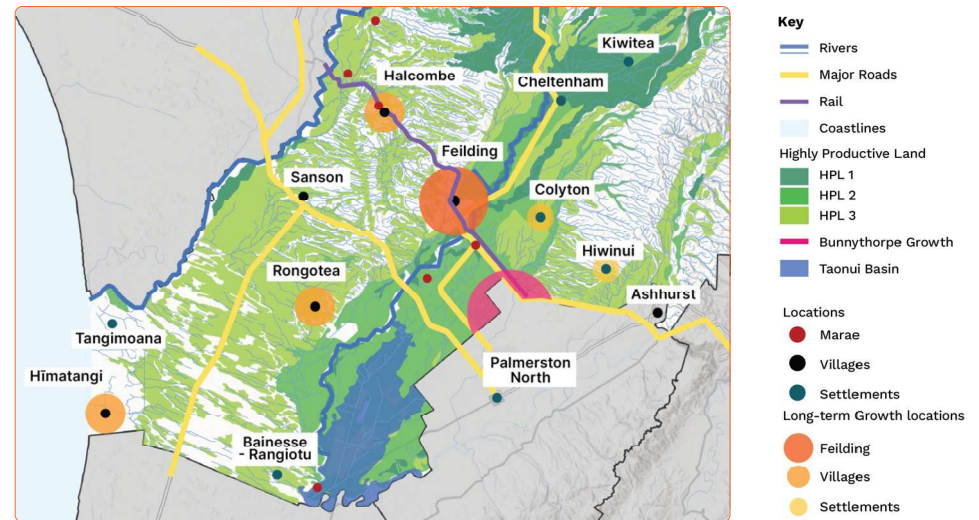 Kiwitea
Halcombe
Cheltenham
Feilding
Sanson
Colyton
Hiwinui
Rongotea
Ashhurst
Tangimoana
Palmerston
North
Hīmatangi
Bainesse
- Rangiotu
Key
Rivers
Major Roads
Rail
Coastlines
Highly Productive Land
HPL 1
HPL 2
HPL 3
Bunnythorpe Growth
Taonui Basin
Locations
Marae
Villages
Settlements
Long-term Growth locations
Feilding
Villages
Settlements